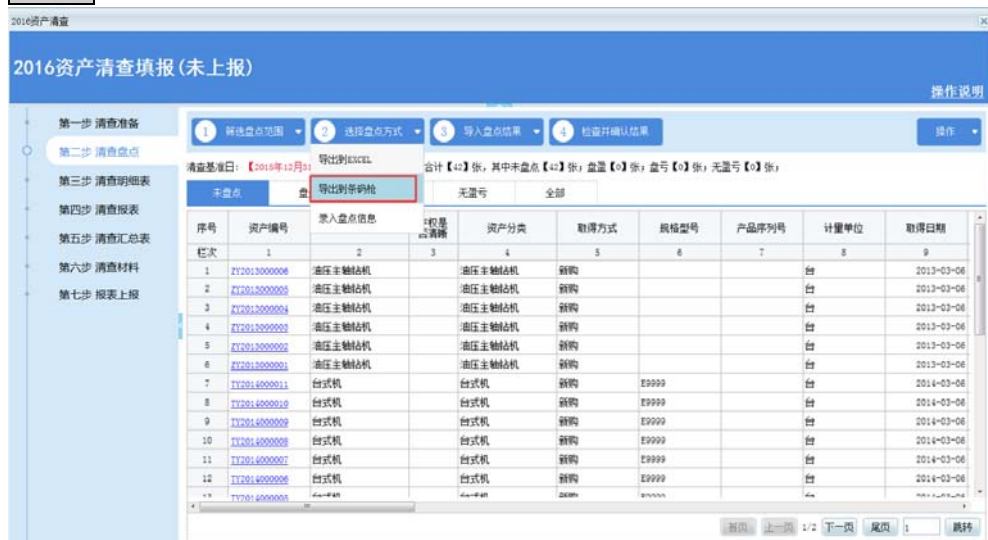 2016资产清查
2016资产清查填报(未上报)
操作说明
第一步 清查准备
第二步 清查盘点
第三步 清查明细表
第四步 清查报表
第五步 清查汇总表
第六步 清查材料
第七步 报表上报
1 筛选盘点范围 2 选择盘点方式 3 导入盘点结果 4 检查并确认结果 操作
导出到EXCEL
导出到条码枪
录入盘点信息
清查基准日:【2015年12月31 合计【42】张, 其中未盘点【42】张, 盘盈【0】张, 盘亏【0】张, 无盈亏【0】张;
未盘点 盘 无盈亏 全部
序号 资产编号 权是否清晰 资产分类 取得方式 规格型号 产品序列号 计量单位 取得日期
栏次 1 2 3 4 5 6 7 8 9
1 ZY2013000006 油压主轴钻机 油压主轴钻机 新购 台 2013-03-06
2 ZY2013000005 油压主轴钻机 油压主轴钻机 新购 台 2013-03-06
3 ZY2013000004 油压主轴钻机 油压主轴钻机 新购 台 2013-03-06
4 ZY2013000003 油压主轴钻机 油压主轴钻机 新购 台 2013-03-06
5 ZY2013000002 油压主轴钻机 油压主轴钻机 新购 台 2013-03-06
6 ZY2013000001 油压主轴钻机 油压主轴钻机 新购 台 2013-03-06
7 TY2014000011 台式机 台式机 新购 E9999 台 2014-03-06
8 TY2014000010 台式机 台式机 新购 E9999 台 2014-03-06
9 TY2014000009 台式机 台式机 新购 E9999 台 2014-03-06
10 TY2014000008 台式机 台式机 新购 E9999 台 2014-03-06
11 TY2014000007 台式机 台式机 新购 E9999 台 2014-03-06
12 TY2014000006 台式机 台式机 新购 E9999 台 2014-03-06
首页 上一页 1/2 下一页 尾页 1 跳转